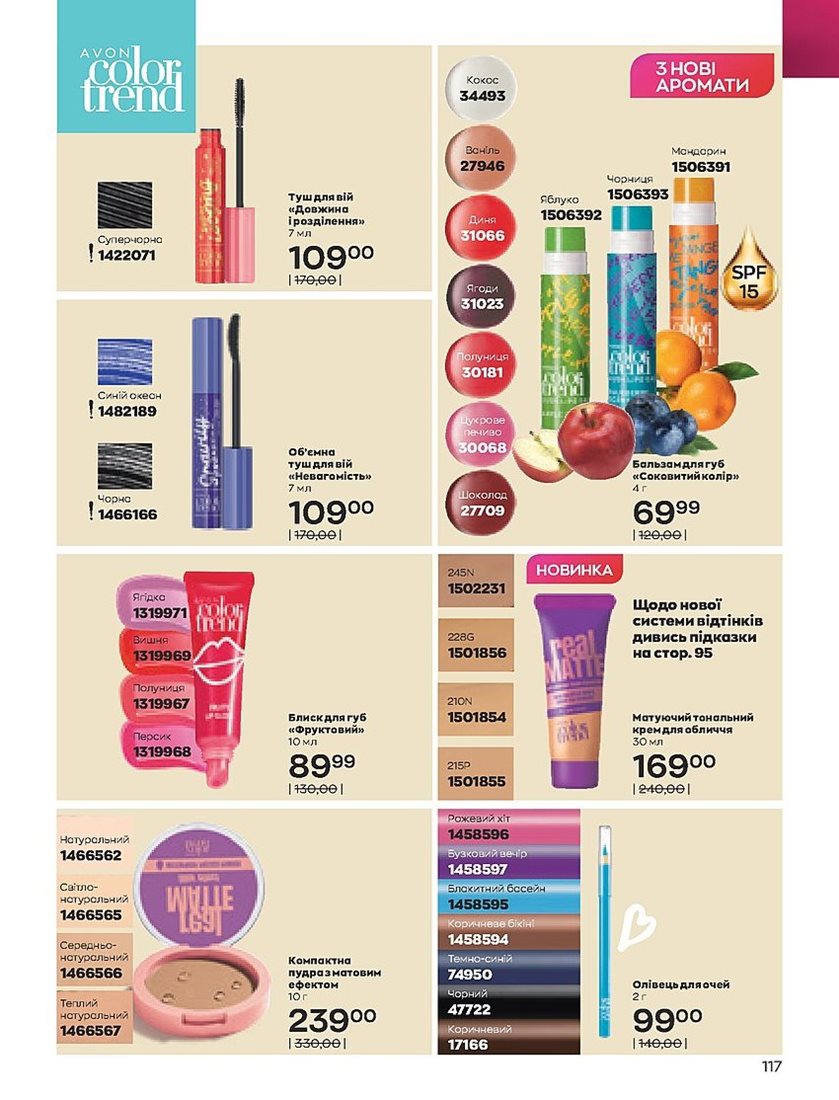 AVON
color
trend
Суперчорна
! 1422071
Туш для вій
«Довжина
і розділення»
7 мл
109⁰⁰
| 170,00 |
Кокос
34493
Ваніль
27946
Диня
31066
Ягоди
31023
Полуниця
30181
Цукрове
печиво
30068
Шоколад
27709
3 НОВІ
АРОМАТИ
Яблуко
1506392
Чорниця
1506393
Мандарин
1506391
SPF
15
color
trend
Бальзам для губ
«Соковитий колір»
4 г
69⁹⁹
| 120,00 |
Синій океан
! 1482189
Чорна
! 1466166
Об'ємна
туш для вій
«Невагомість»
7 мл
109⁰⁰
| 170,00 |
Ягідка
1319971
Вишня
1319969
Полуниця
1319967
Персик
1319968
color
trend
Блиск для губ
«Фруктовий»
10 мл
89⁹⁹
| 130,00 |
245N
1502231
228G
1501856
210N
1501854
215P
1501855
НОВИНКА
real
MATTE
color
trend
Щодо нової
системи відтінків
дивись підказки
на стор. 95
Матуючий тональний
крем для обличчя
30 мл
169⁰⁰
| 240,00 |
Натуральний
1466562
Світло-
натуральний
1466565
Середньо-
натуральний
1466566
Теплий
натуральний
1466567
real
MATTE
Компактна
пудра з матовим
ефектом
10 г
239⁰⁰
| 330,00 |
Рожевий хіт
1458596
Бузковий вечір
1458597
Блакитний басейн
1458595
Коричневе бікіні
1458594
Темно-синій
74950
Чорний
47722
Коричневий
17166
Олівець для очей
2 г
99⁰⁰
| 140,00 |
117